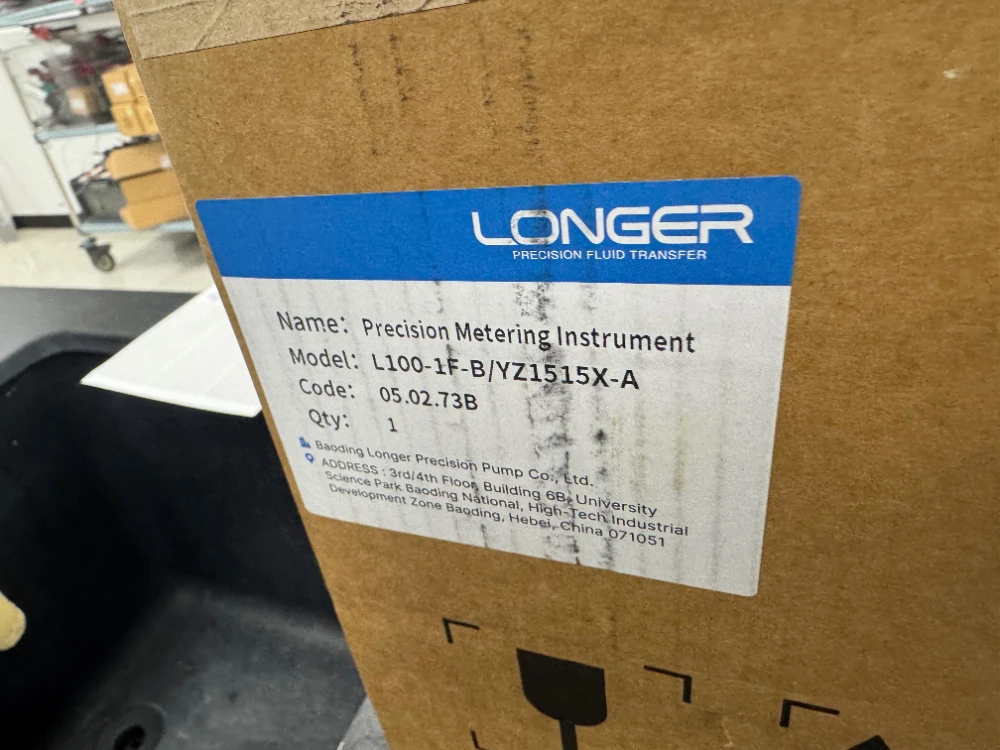 LONGER
PRECISION FLUID TRANSFER
Name: Precision Metering Instrument
Model: L100-1F-B/YZ1515X-A
Code: 05.02.73B
Qty: 1
Baoding Longer Precision Pump Co., Ltd.
ADDRESS : 3rd/4th Floor, Building 6B, University
Science Park Baoding National, High-Tech Industrial
Development Zone Baoding, Hebei, China 071051